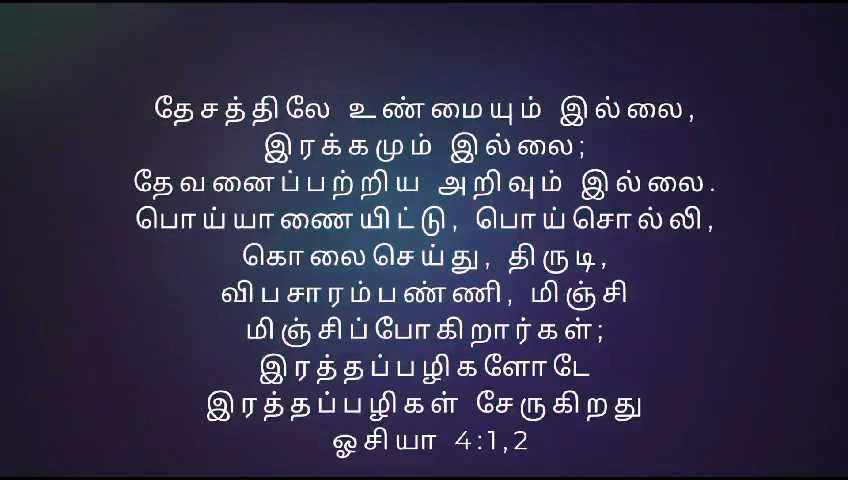 தேசத்திலே உண்மையும் இல்லை,
இரக்கமும் இல்லை;
தேவனைப்பற்றிய அறிவும் இல்லை.
பொய்யாணையிட்டு, பொய்சொல்லி,
கொலைசெய்து, திருடி,
விபசாரம்பண்ணி, மிஞ்சி
மிஞ்சிப்போகிறார்கள்;
இரத்தப்பழிகளோடே
இரத்தப்பழிகள் சேருகிறது
ஓசியா 4:1,2